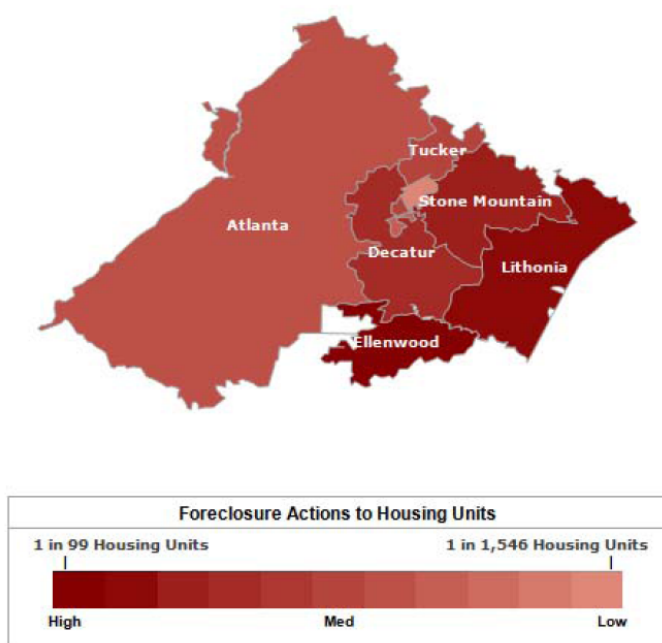 Tucker
Stone Mountain
Atlanta
Decatur
Lithonia
Ellenwood
Foreclosure Actions to Housing Units
1 in 99 Housing Units 1 in 1,546 Housing Units
High Med Low